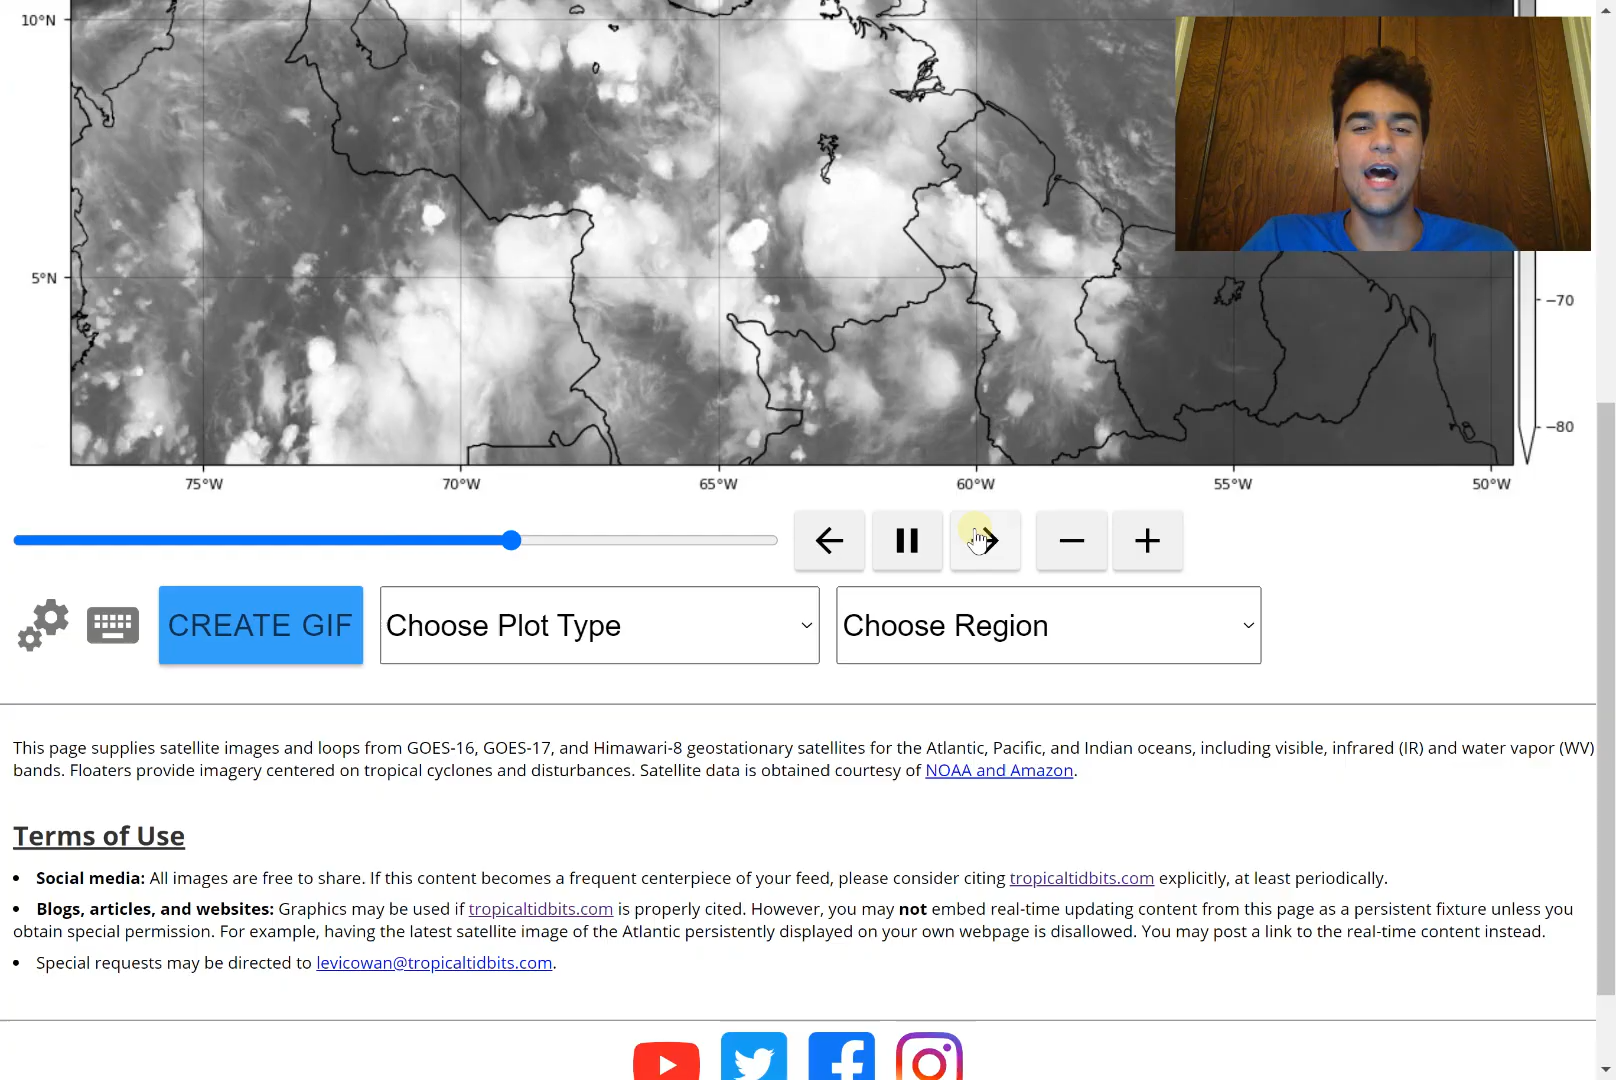 10°N
5°N
−70
−80
75°W 70°W 65°W 60°W 55°W 50°W
CREATE GIF Choose Plot Type Choose Region
This page supplies satellite images and loops from GOES-16, GOES-17, and Himawari-8 geostationary satellites for the Atlantic, Pacific, and Indian oceans, including visible, infrared (IR) and water vapor (WV)
bands. Floaters provide imagery centered on tropical cyclones and disturbances. Satellite data is obtained courtesy of NOAA and Amazon.
Terms of Use
• Social media: All images are free to share. If this content becomes a frequent centerpiece of your feed, please consider citing tropicaltidbits.com explicitly, at least periodically.
• Blogs, articles, and websites: Graphics may be used if tropicaltidbits.com is properly cited. However, you may not embed real-time updating content from this page as a persistent fixture unless you
obtain special permission. For example, having the latest satellite image of the Atlantic persistently displayed on your own webpage is disallowed. You may post a link to the real-time content instead.
• Special requests may be directed to levicowan@tropicaltidbits.com.